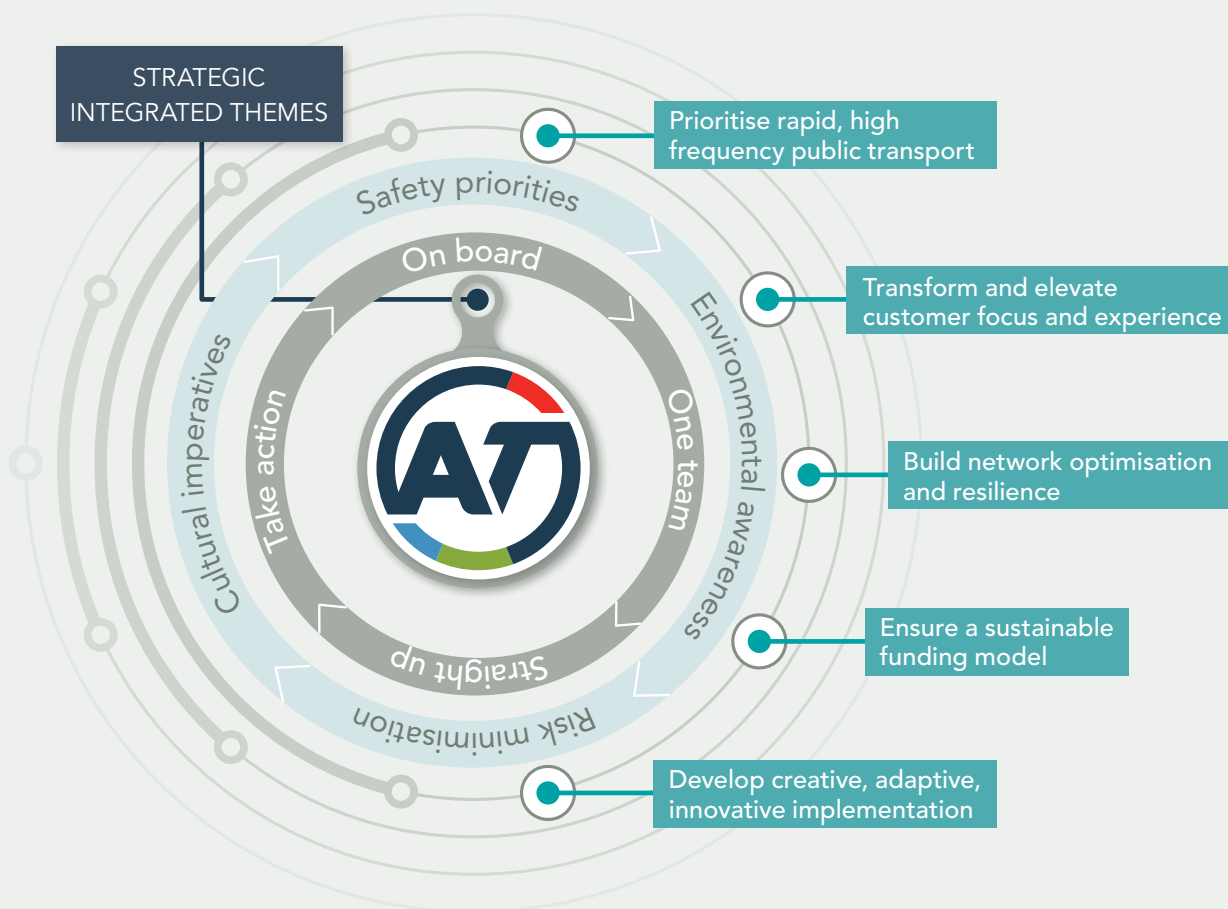 STRATEGIC
INTEGRATED THEMES
Prioritise rapid, high
frequency public transport
Safety priorities
On board
Transform and elevate
customer focus and experience
Environmental awareness
One team
Cultural imperatives
Take action
AT
Build network optimisation
and resilience
Ensure a sustainable
funding model
Straight up
Risk minimisation
Develop creative, adaptive,
innovative implementation